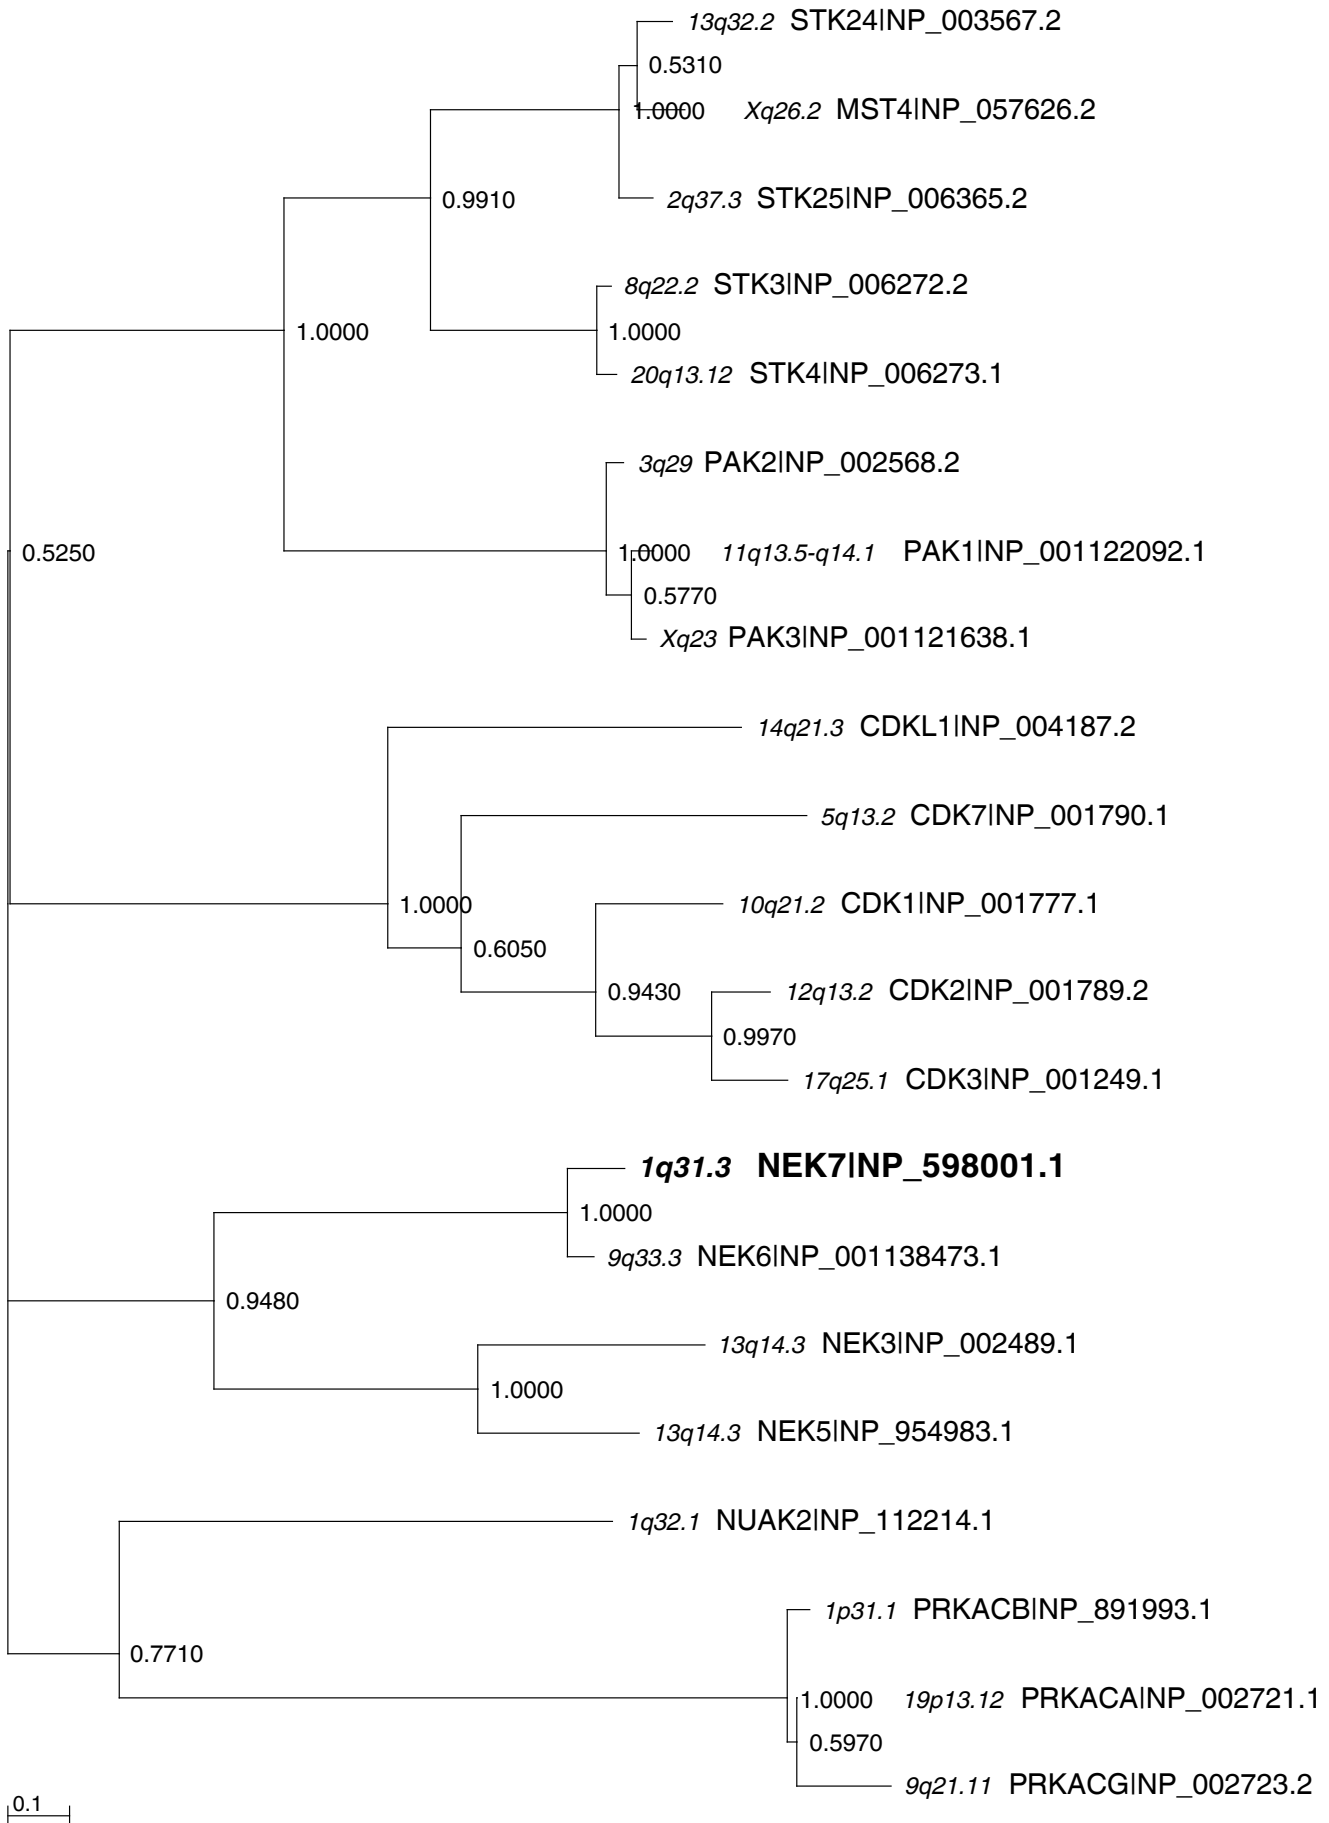 13q32.2 STK24|NP_003567.2
0.5310
1.0000 Xq26.2 MST4|NP_057626.2
0.9910 2q37.3 STK25|NP_006365.2
8q22.2 STK3|NP_006272.2
1.0000 1.0000
20q13.12 STK4|NP_006273.1
3q29 PAK2|NP_002568.2
0.5250 1.0000 11q13.5-q14.1 PAK1|NP_001122092.1
0.5770
Xq23 PAK3|NP_001121638.1
14q21.3 CDKL1|NP_004187.2
5q13.2 CDK7|NP_001790.1
1.0000 10q21.2 CDK1|NP_001777.1
0.6050
0.9430 12q13.2 CDK2|NP_001789.2
0.9970
17q25.1 CDK3|NP_001249.1
1q31.3 NEK7|NP_598001.1
1.0000
9q33.3 NEK6|NP_001138473.1
0.9480
13q14.3 NEK3|NP_002489.1
1.0000
13q14.3 NEK5|NP_954983.1
1q32.1 NUAK2|NP_112214.1
1p31.1 PRKACB|NP_891993.1
0.7710
1.0000 19p13.12 PRKACA|NP_002721.1
0.5970
9q21.11 PRKACG|NP_002723.2
0.1